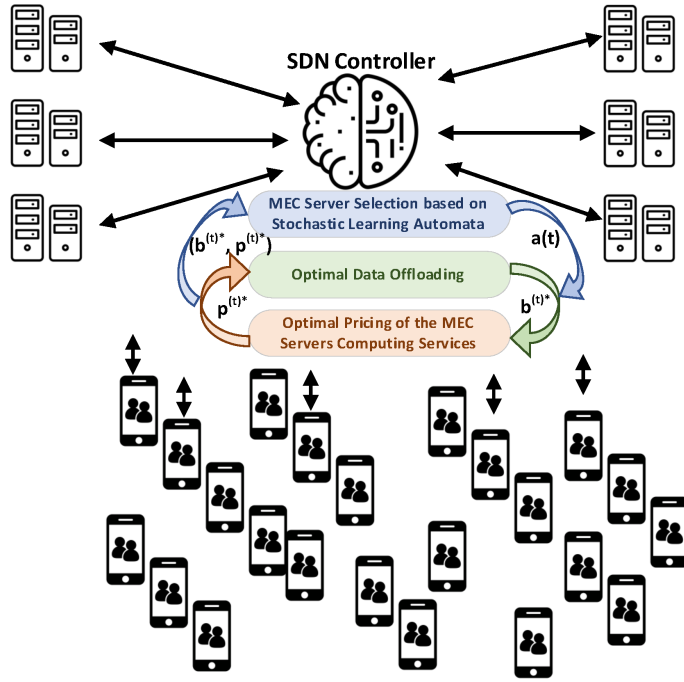 SDN Controller
MEC Server Selection based on
Stochastic Learning Automata
(b(t)*, p(t)*)
a(t)
Optimal Data Offloading
p(t)*
b(t)*
Optimal Pricing of the MEC
Servers Computing Services